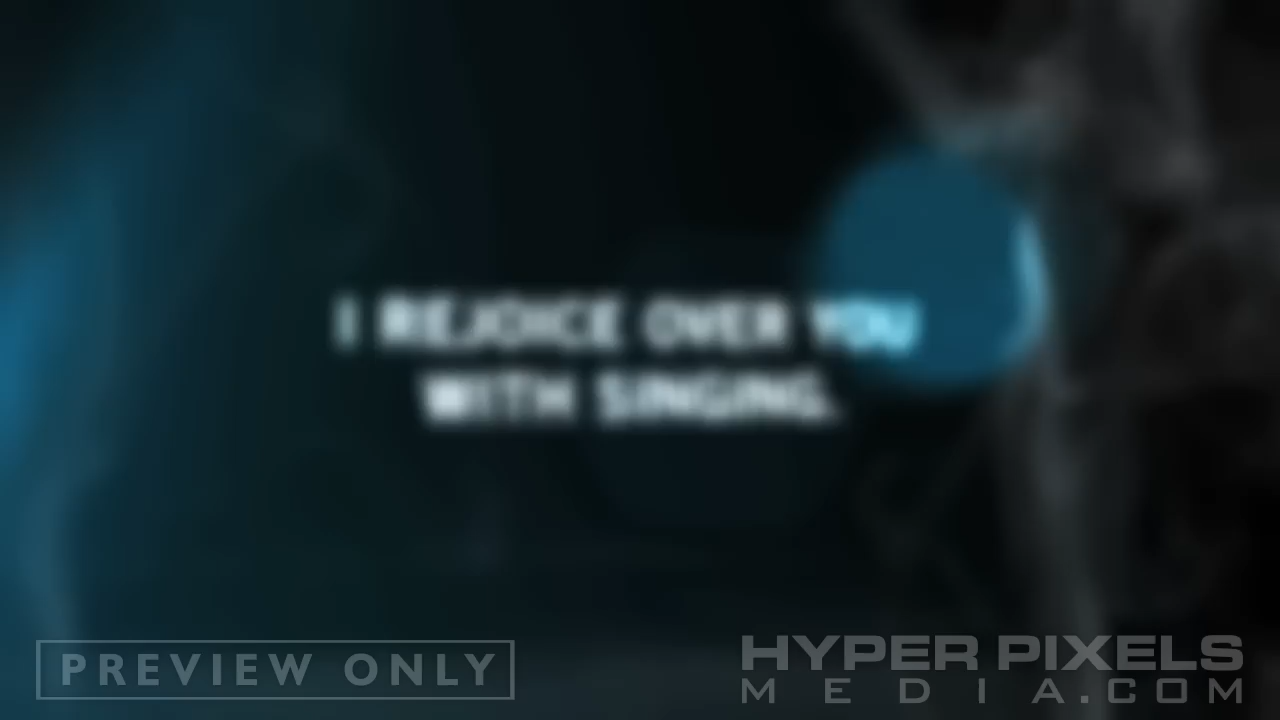 I REJOICE OVER YOU
WITH SINGING.
PREVIEW ONLY
HYPER PIXELS
MEDIA.COM